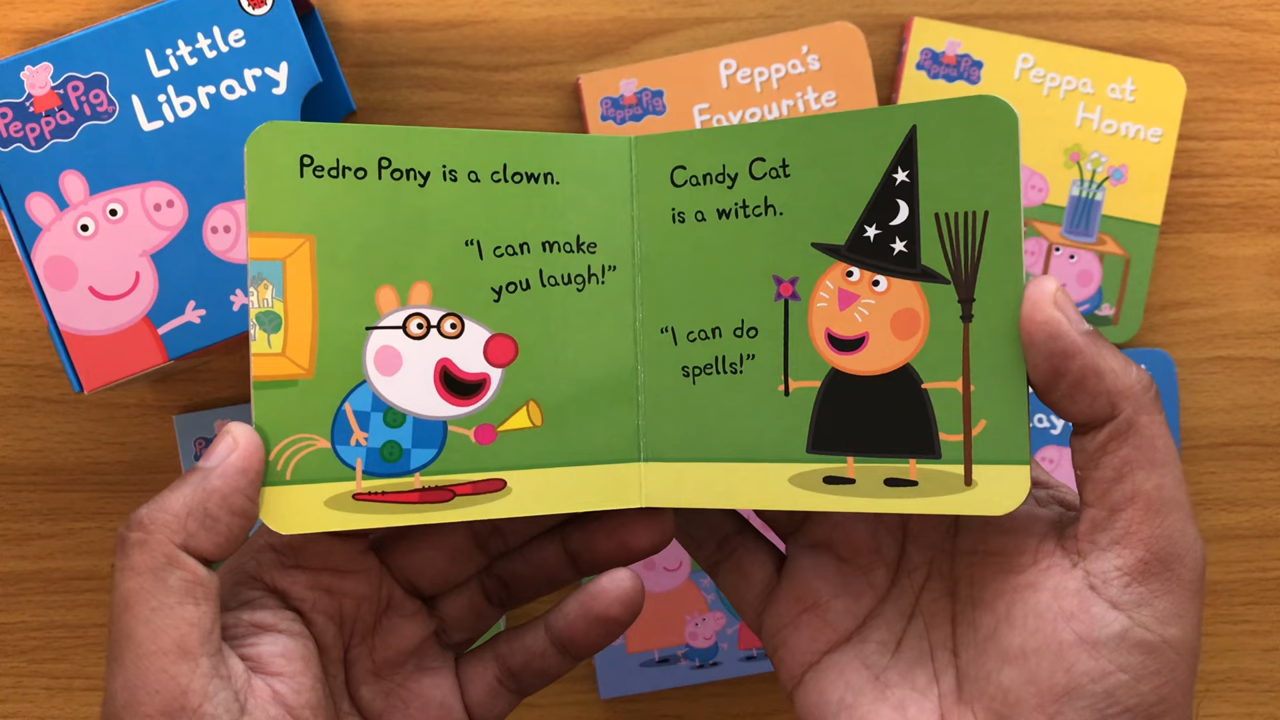 Little
Library
Peppa Pig
Peppa's
Favourite
Peppa Pig
Peppa at
Home
Peppa Pig
Pedro Pony is a clown.
"I can make
you laugh!"
Candy Cat
is a witch.
"I can do
spells!"